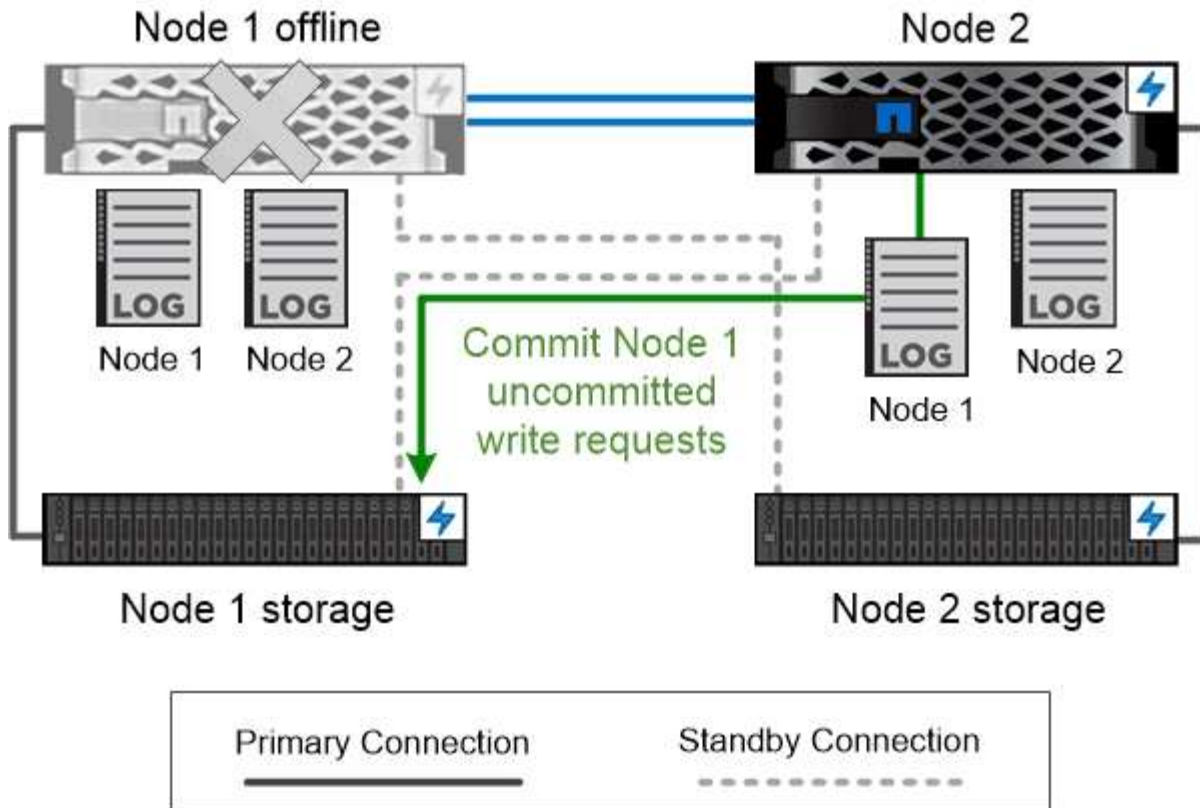 Node 1 offline
Node 2
LOG
LOG
LOG
LOG
Node 1
Node 2
Node 2
Node 1
Commit Node 1
uncommitted
write requests
Node 1 storage
Node 2 storage
Primary Connection
Standby Connection